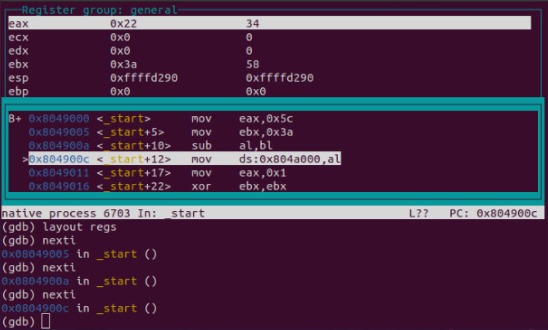 Register group: general
eax 0x22 34
ecx 0x0 0
edx 0x0 0
ebx 0x3a 58
esp 0xffffd290 0xffffd290
ebp 0x0 0x0
B+ 0x8049000 <_start> mov eax,0x5c
0x8049005 <_start+5> mov ebx,0x3a
0x804900a <_start+10> sub al,bl
>0x804900c <_start+12> mov ds:0x804a000,al
0x8049011 <_start+17> mov eax,0x1
0x8049016 <_start+22> xor ebx,ebx
native process 6703 In: _start L?? PC: 0x804900c
(gdb) layout regs
(gdb) nexti
0x08049005 in _start ()
(gdb) nexti
0x0804900a in _start ()
(gdb) nexti
0x0804900c in _start ()
(gdb)